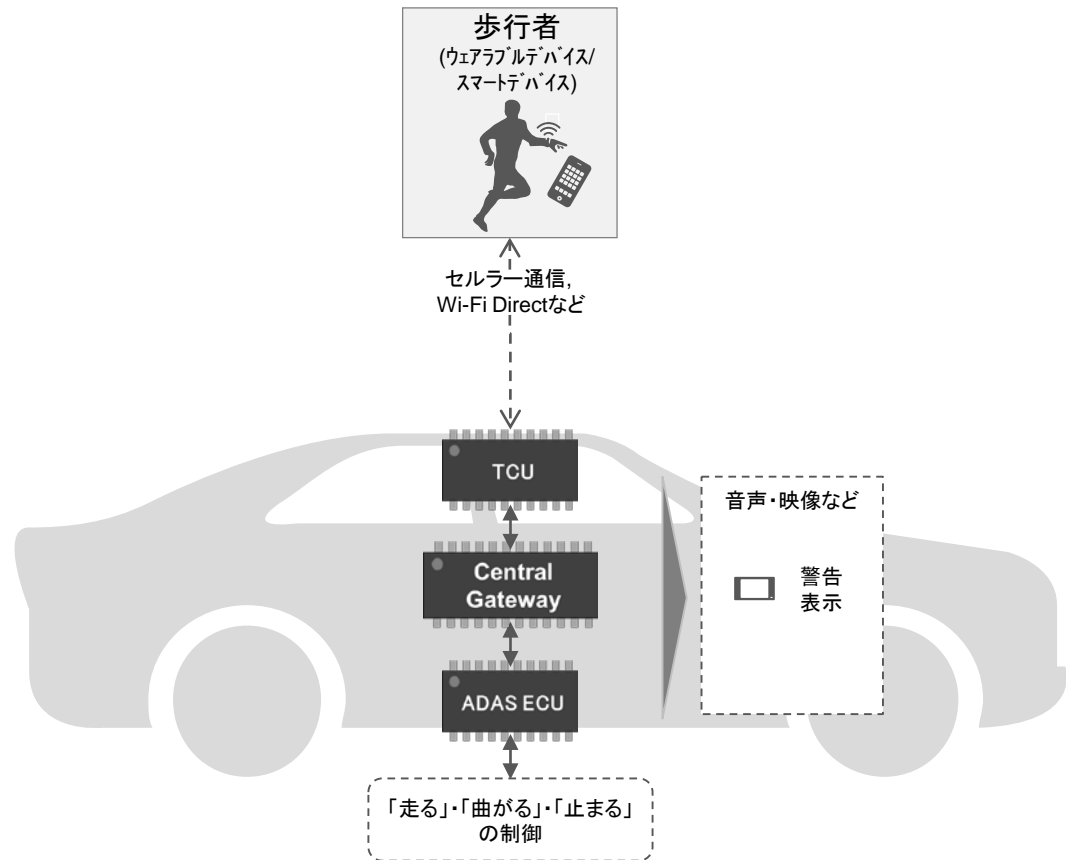 歩行者
(ウェアラブルデバイス/
スマートデバイス)
セルラー通信,
Wi-Fi Directなど
TCU
Central
Gateway
ADAS ECU
「走る」・「曲がる」・「止まる」
の制御
音声・映像など
警告
表示